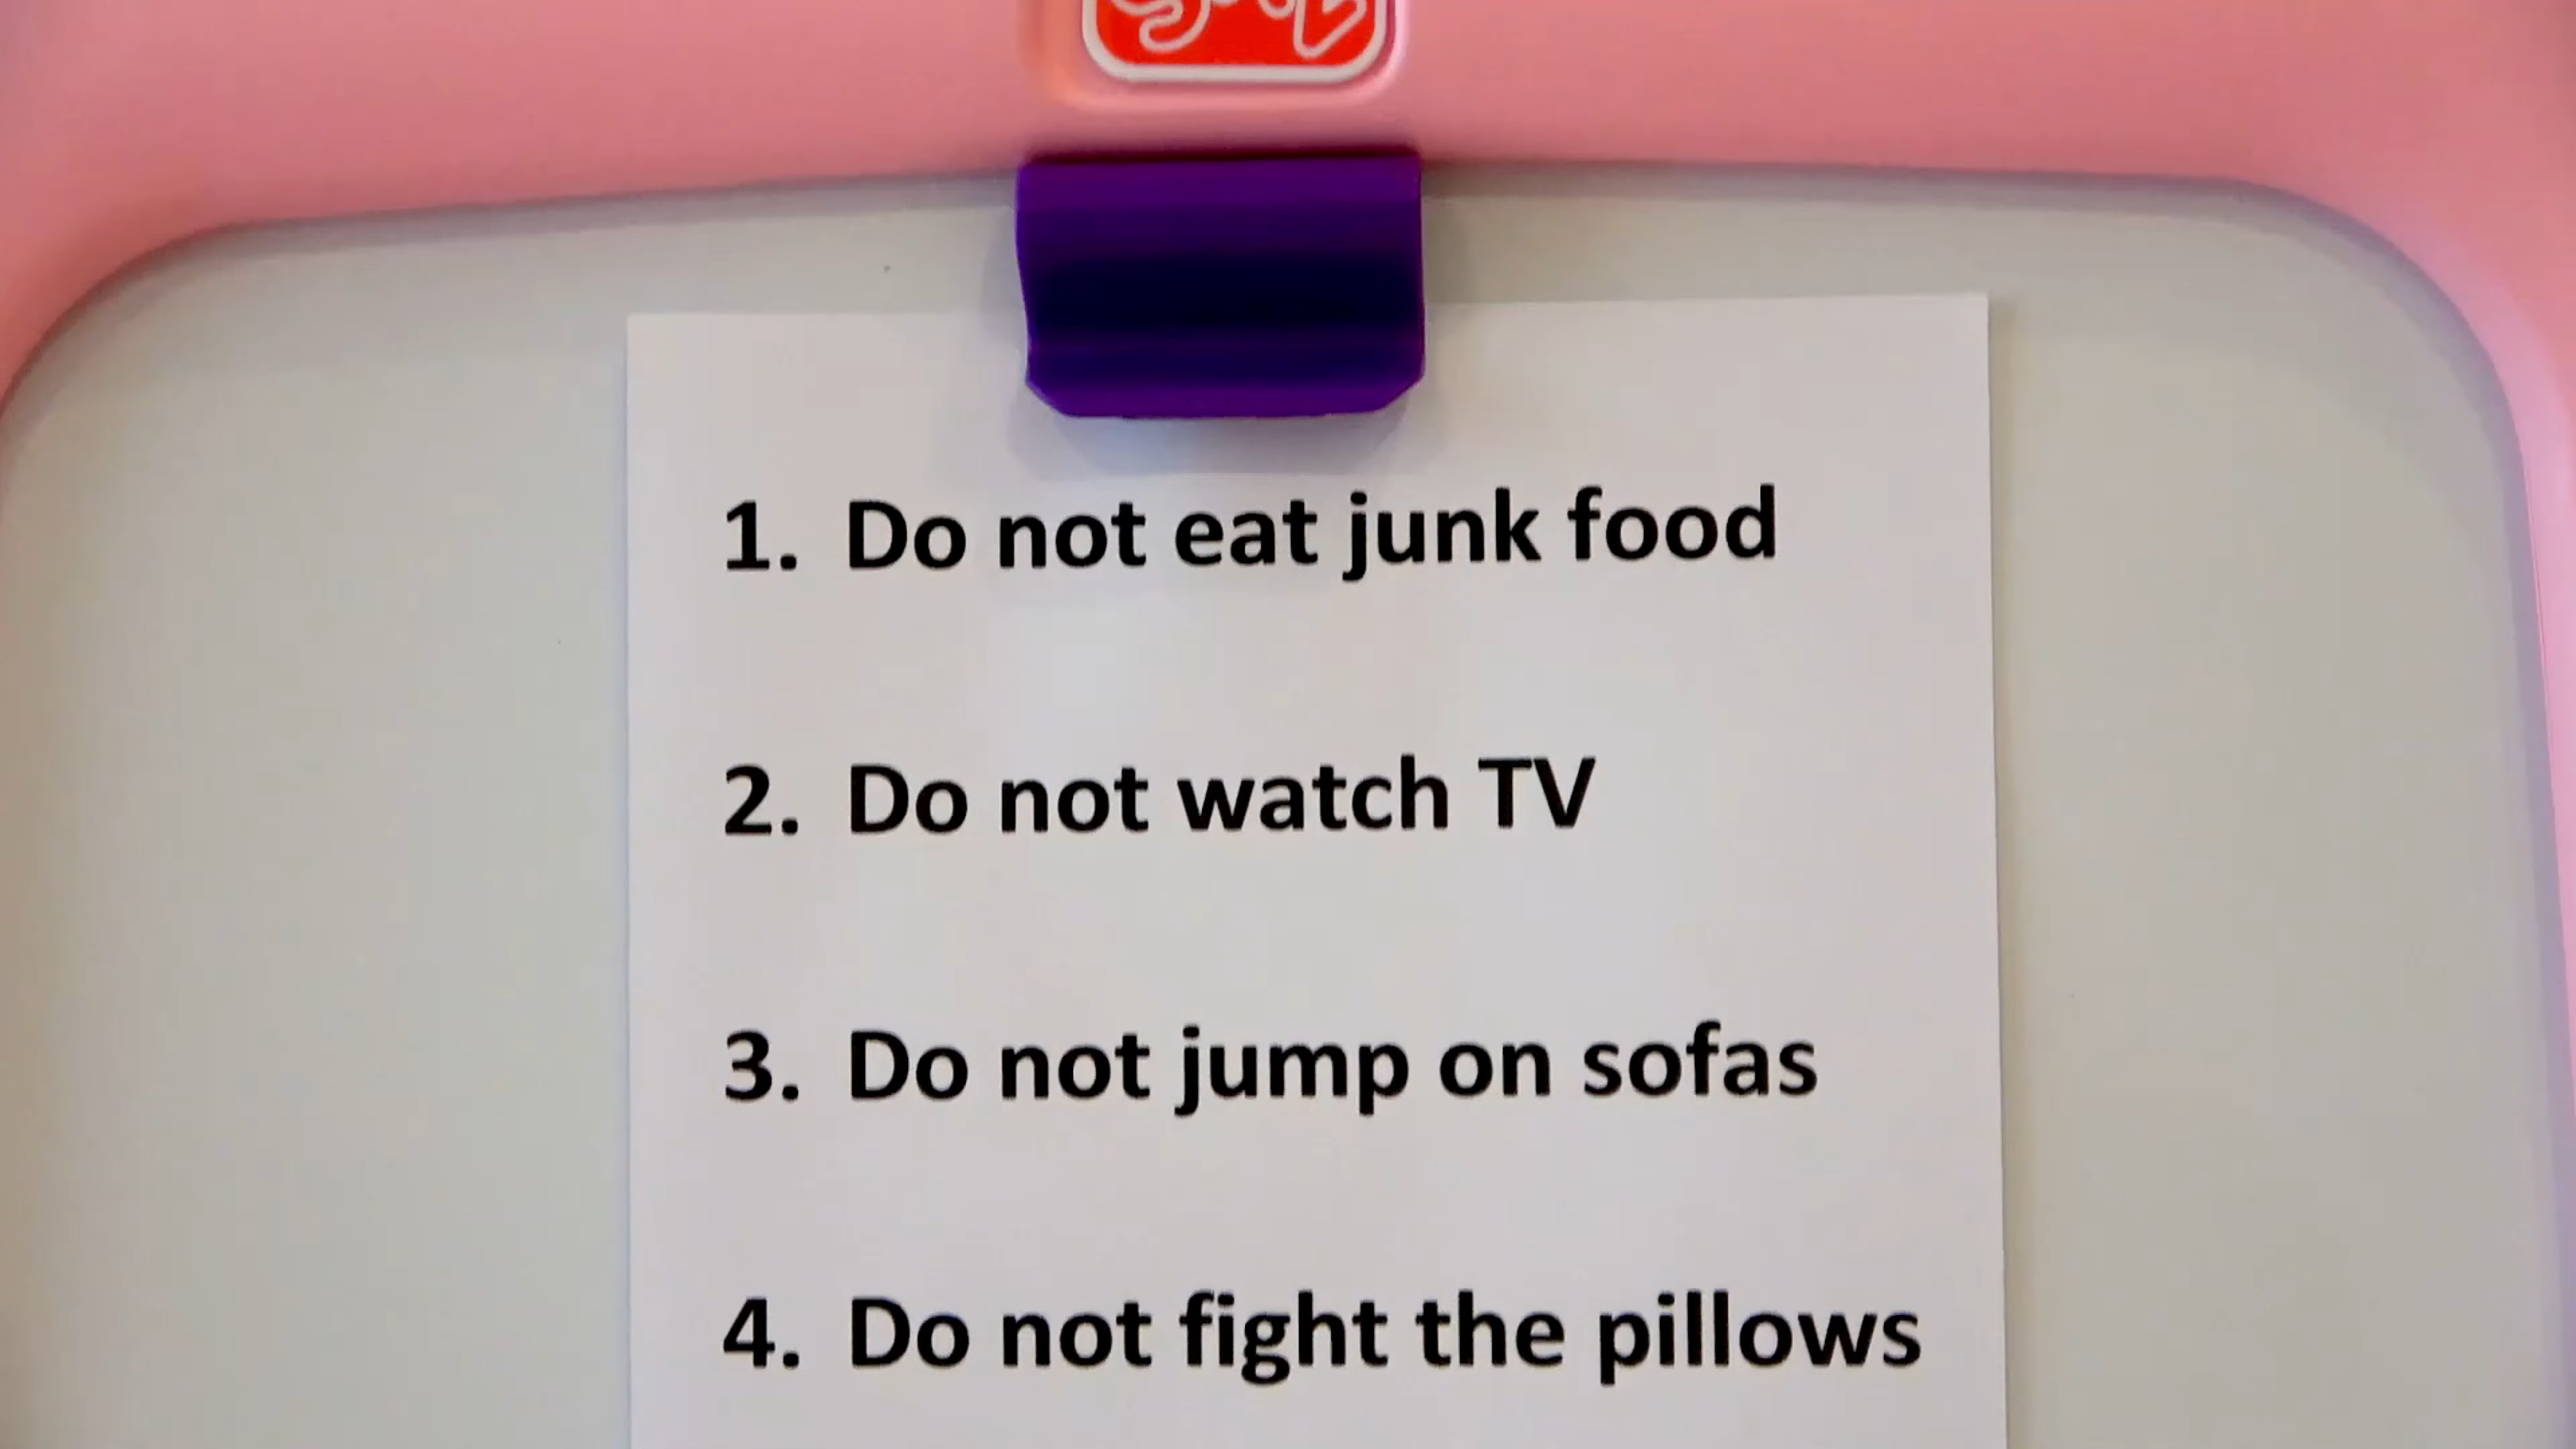 1. Do not eat junk food
2. Do not watch TV
3. Do not jump on sofas
4. Do not fight the pillows